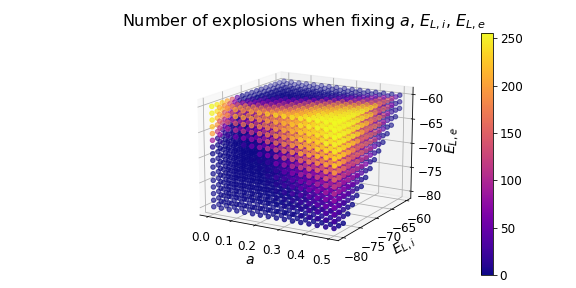 Number of explosions when fixing a, E_{L,i}, E_{L,e}
250
200
150
100
50
0
−60
−65
−70
−75
−80
E_{L,e}
0.0 0.1 0.2 0.3 0.4 0.5
a
−80 −75 −70 −65 −60
E_{L,i}